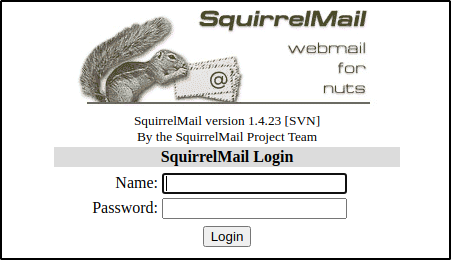 SquirrelMail
webmail
for
nuts
@
SquirrelMail version 1.4.23 [SVN]
By the SquirrelMail Project Team
SquirrelMail Login
Name:
Password:
Login